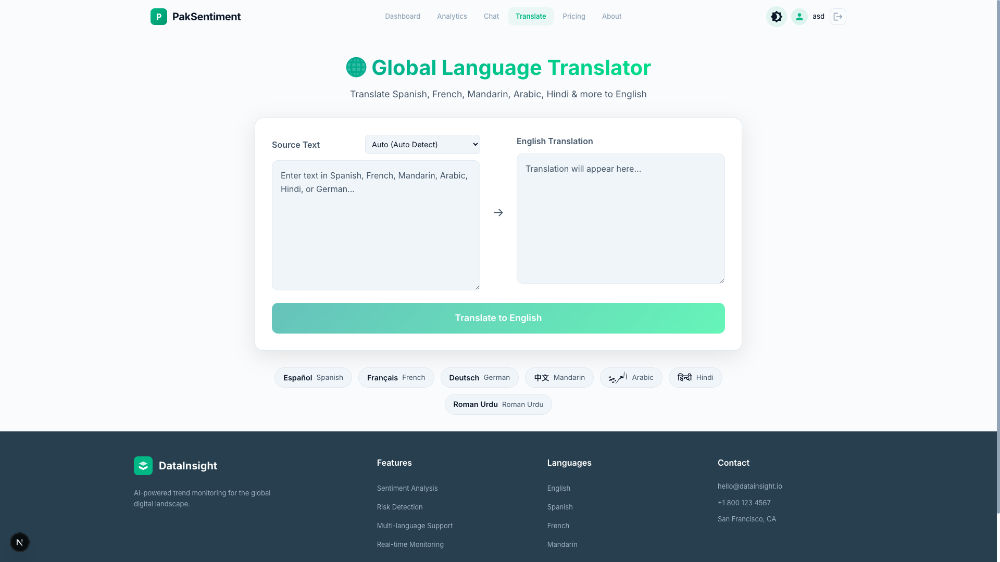 P PakSentiment
Dashboard Analytics Chat Translate Pricing About
asd
Global Language Translator
Translate Spanish, French, Mandarin, Arabic, Hindi & more to English
Source Text
Auto (Auto Detect)
Enter text in Spanish, French, Mandarin, Arabic,
Hindi, or German...
English Translation
Translation will appear here...
Translate to English
Español Spanish
Français French
Deutsch German
中文 Mandarin
العربية Arabic
हिन्दी Hindi
Roman Urdu Roman Urdu
DataInsight
AI-powered trend monitoring for the global
digital landscape.
Features
Sentiment Analysis
Risk Detection
Multi-language Support
Real-time Monitoring
Languages
English
Spanish
French
Mandarin
Contact
hello@datainsight.io
+1 800 123 4567
San Francisco, CA
N